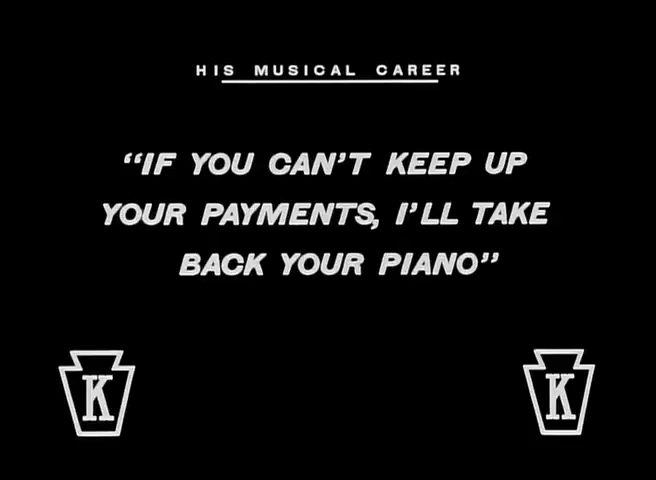 HIS MUSICAL CAREER
“IF YOU CAN’T KEEP UP
YOUR PAYMENTS, I’LL TAKE
BACK YOUR PIANO”
K K